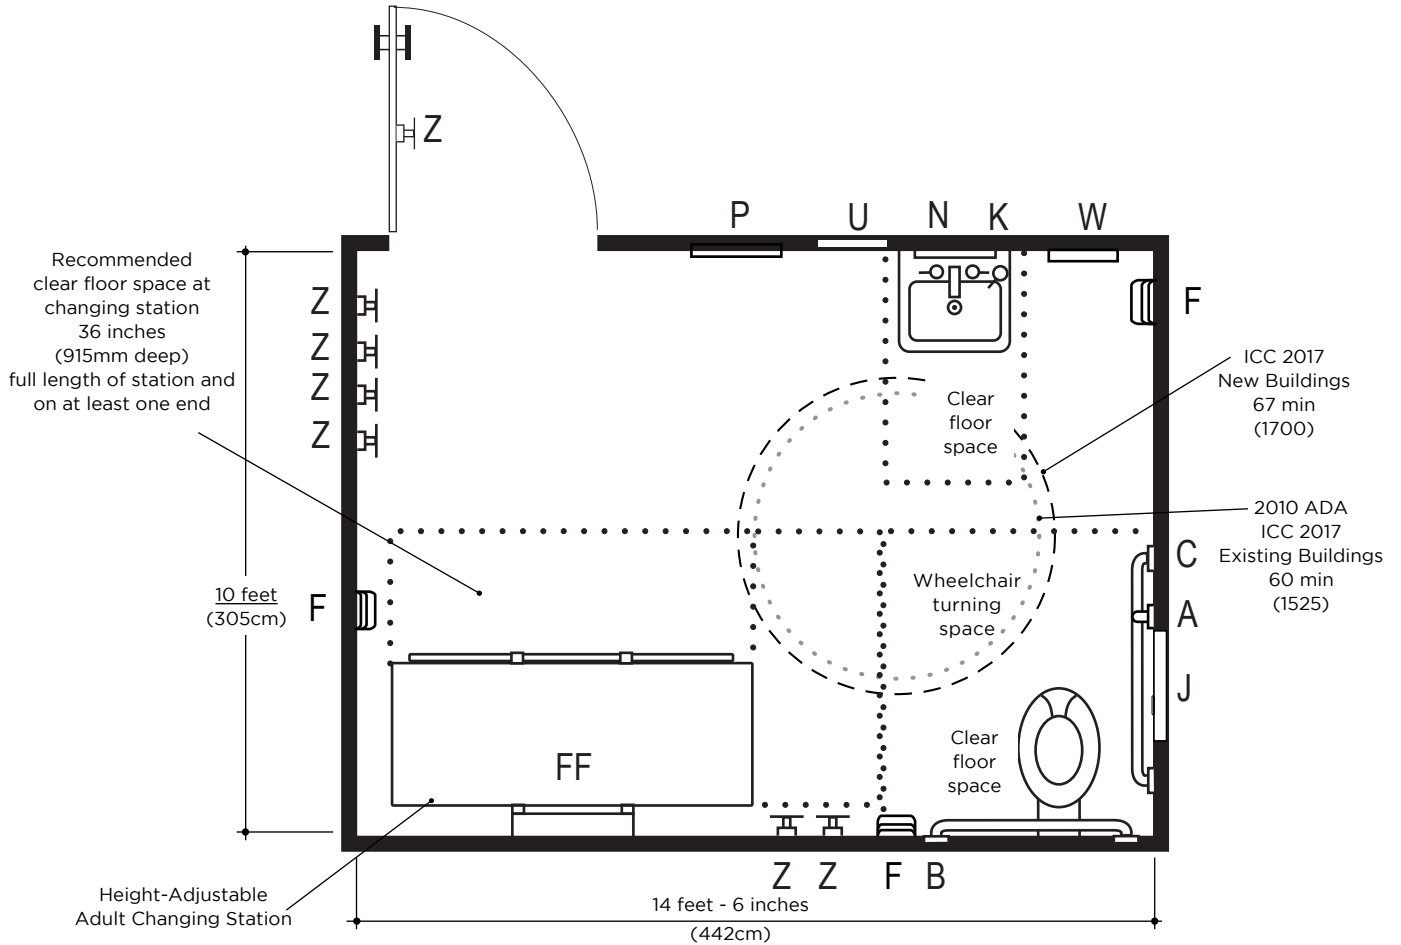 Z
P
U
N
K
W
Recommended
clear floor space at
changing station
36 inches
(915mm deep)
full length of station and
on at least one end
Z
Z
Z
Z
F
ICC 2017
New Buildings
67 min
(1700)
Clear
floor
space
2010 ADA
ICC 2017
Existing Buildings
60 min
(1525)
C
A
J
Wheelchair
turning
space
10 feet
(305cm)
F
FF
Clear
floor
space
Z
Z
F
B
Height-Adjustable
Adult Changing Station
14 feet - 6 inches
(442cm)